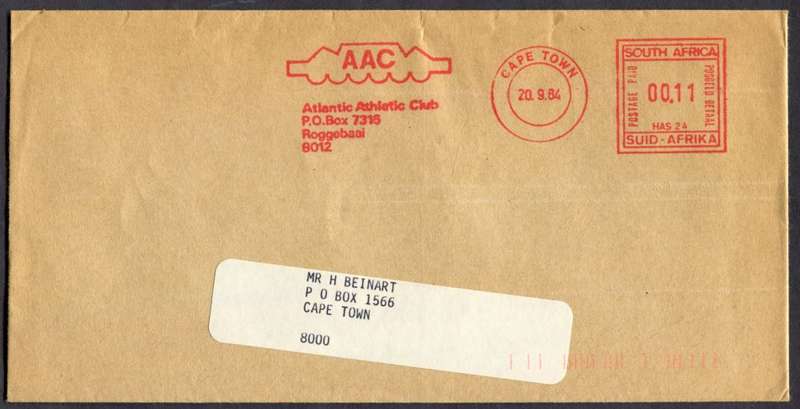 AAC
Atlantic Athletic Club
P.O.Box 7315
Roggebaai
8012
CAPE TOWN
20. 9.84
SOUTH AFRICA
POSTAGE PAID
00.11
POSGELD BETAAL
HAS 24
SUID-AFRIKA
MR H BEINART
P O BOX 1566
CAPE TOWN
8000